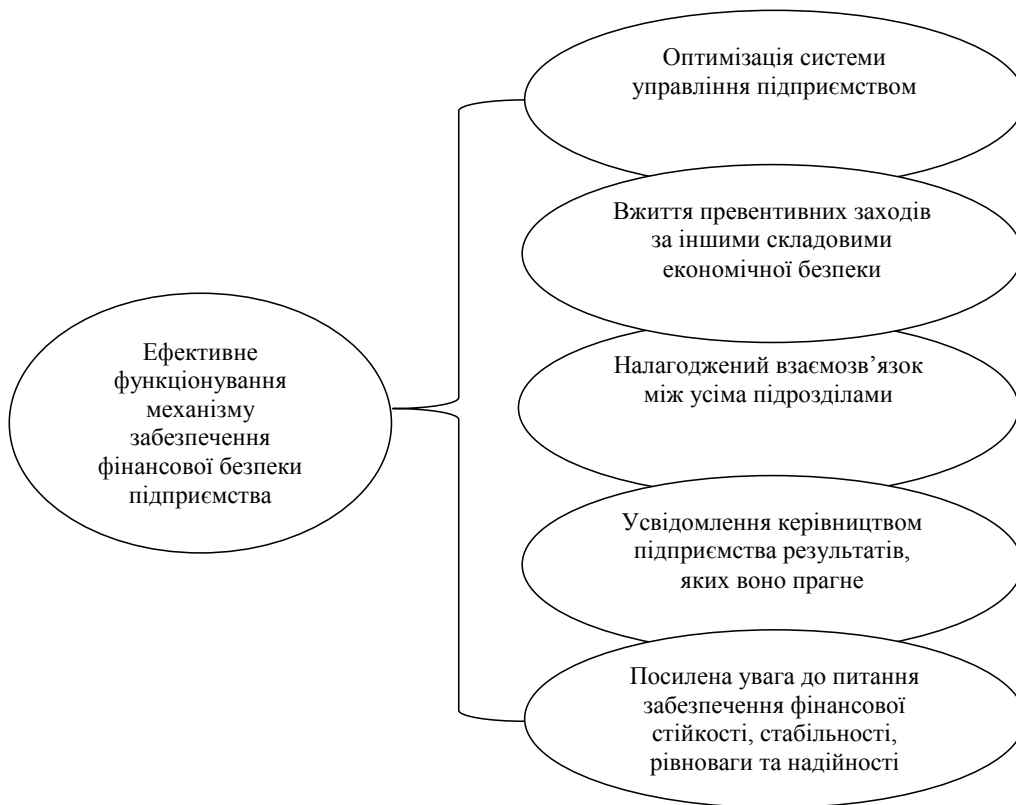 Оптимізація системи
управління підприємством
Вжиття превентивних заходів
за іншими складовими
економічної безпеки
Ефективне
функціонування
механізму
забезпечення
фінансової безпеки
підприємства
Налагоджений взаємозв’язок
між усіма підрозділами
Усвідомлення керівництвом
підприємства результатів,
яких воно прагне
Посилена увага до питання
забезпечення фінансової
стійкості, стабільності,
рівноваги та надійності